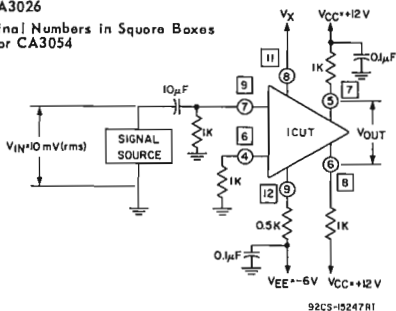 A3026
inal Numbers in Square Boxes
or CA3054
VX
VCC=+12V
11
8
1K
0.1µF
10µF
9
7
5
7
1K
6
4
ICUT
VOUT
VIN=10 mV(rms)
SIGNAL
SOURCE
1K
12
9
6
8
0.5K
1K
0.1µF
VEE=-6V
VCC=+12V
92CS-15247RI